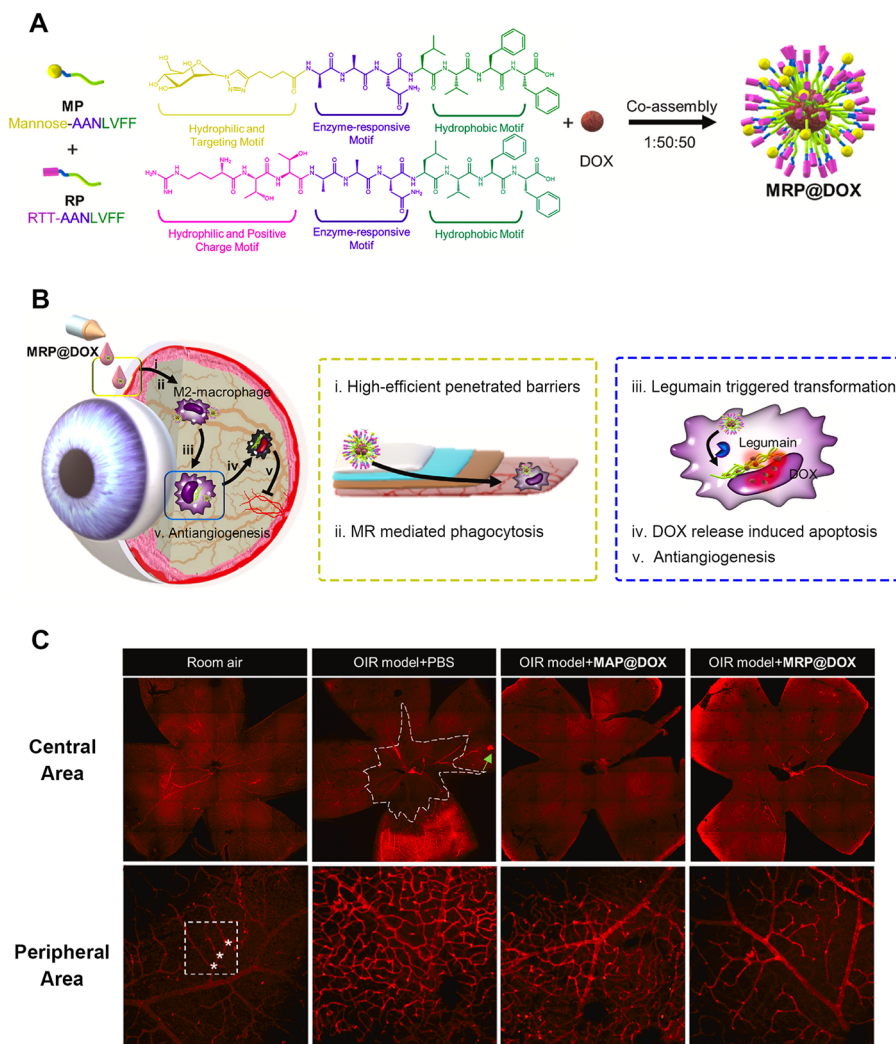 A
MP
Mannose-AANLVFF
+
RP
RTT-AANLVFF
Hydrophilic and
Targeting Motif
Enzyme-responsive
Motif
Hydrophobic Motif
Hydrophilic and Positive
Charge Motif
Enzyme-responsive
Motif
Hydrophobic Motif
+
DOX
Co-assembly
1:50:50
MRP@DOX
B
MRP@DOX
i
ii
M2-macrophage
iii
iv
v
v. Antiangiogenesis
i. High-efficient penetrated barriers
ii. MR mediated phagocytosis
iii. Legumain triggered transformation
Legumain
DOX
iv. DOX release induced apoptosis
v. Antiangiogenesis
C
Room air
OIR model+PBS
OIR model+MAP@DOX
OIR model+MRP@DOX
Central
Area
Peripheral
Area